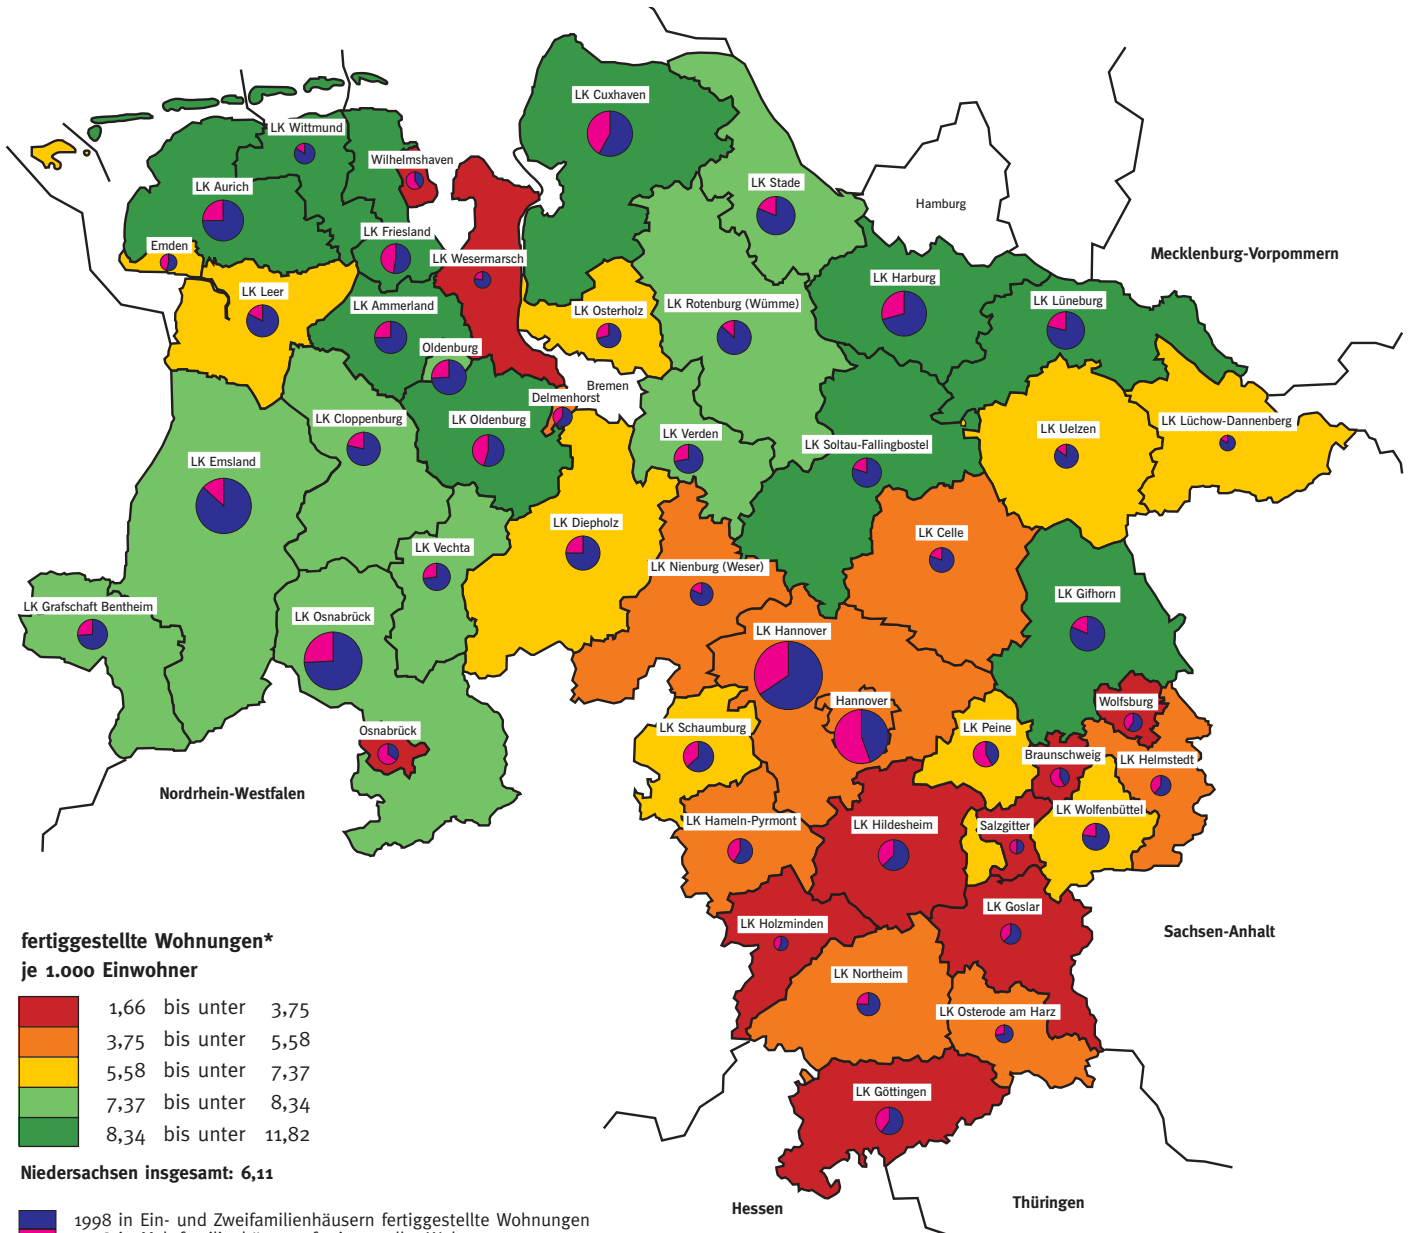 LK Cuxhaven
LK Wittmund
Wilhelmshaven
LK Stade
LK Aurich
Hamburg
LK Friesland
Emden
LK Wesermarsch
Mecklenburg-Vorpommern
LK Harburg
LK Leer
LK Lüneburg
LK Ammerland
LK Osterholz
LK Rotenburg (Wümme)
Oldenburg
Bremen
Delmenhorst
LK Cloppenburg
LK Oldenburg
LK Verden
LK Soltau-Fallingbostel
LK Uelzen
LK Lüchow-Dannenberg
LK Emsland
LK Diepholz
LK Celle
LK Vechta
LK Nienburg (Weser)
LK Gifhorn
LK Grafschaft Bentheim
LK Osnabrück
LK Hannover
Hannover
Wolfsburg
Osnabrück
LK Schaumburg
LK Peine
Braunschweig
LK Helmstedt
Nordrhein-Westfalen
LK Wolfenbüttel
LK Hameln-Pyrmont
LK Hildesheim
Salzgitter
LK Goslar
LK Holzminden
Sachsen-Anhalt
LK Northeim
LK Osterode am Harz
LK Göttingen
Hessen
Thüringen
fertiggestellte Wohnungen*
je 1.000 Einwohner
1,66 bis unter 3,75
3,75 bis unter 5,58
5,58 bis unter 7,37
7,37 bis unter 8,34
8,34 bis unter 11,82
Niedersachsen insgesamt: 6,11
1998 in Ein- und Zweifamilienhäusern fertiggestellte Wohnungen